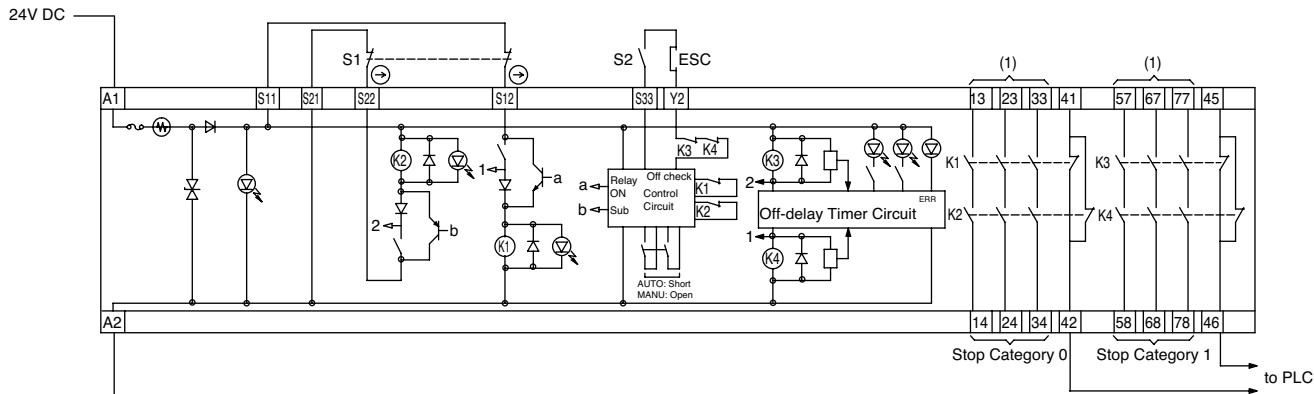 24V DC
S1
S2
ESC
(1)
(1)
A1
S11
S21
S22
S12
S33
Y2
13
23
33
41
57
67
77
45
K2
1
a
K3
K4
K3
K1
K3
2
Relay ON
Off check
a
K1
Control Circuit
b
Sub
K2
2
b
ERR
Off-delay Timer Circuit
K2
K4
1
K1
K4
AUTO: Short
MANU: Open
A2
14
24
34
42
58
68
78
46
Stop Category 0
Stop Category 1
to PLC